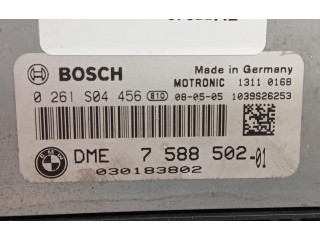 BOSCH
Made in Germany
MOTRONIC 1311 0168
0 261 S04 456 810 08-05-05 1039S26253
BMW
DME 7 588 502-01
030183802